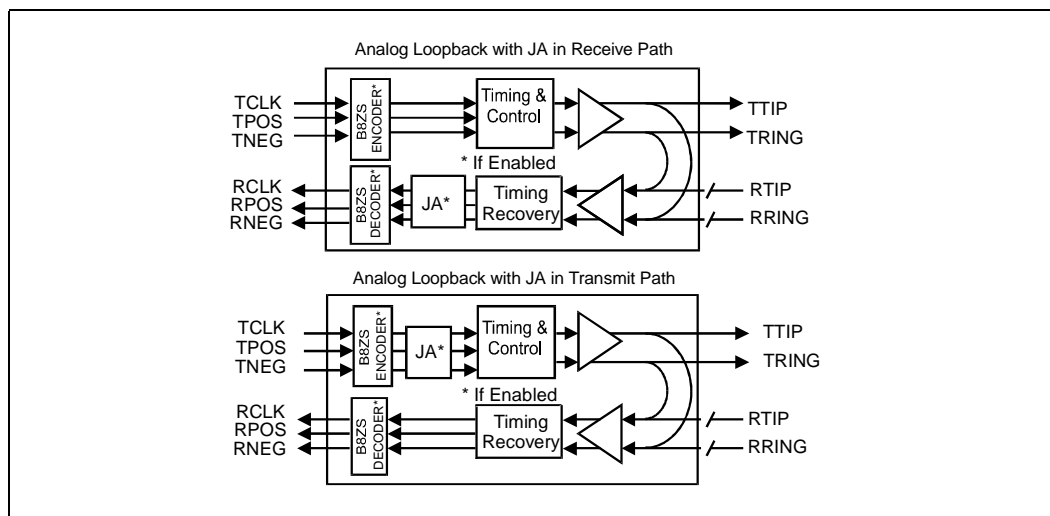 Analog Loopback with JA in Receive Path
TCLK
TPOS
TNEG
B8ZS
ENCODER*
Timing &
Control
TTIP
TRING
* If Enabled
RCLK
RPOS
RNEG
B8ZS
DECODER*
JA*
Timing
Recovery
RTIP
RRING
Analog Loopback with JA in Transmit Path
TCLK
TPOS
TNEG
B8ZS
ENCODER*
JA*
Timing &
Control
TTIP
TRING
* If Enabled
RCLK
RPOS
RNEG
B8ZS
DECODER*
Timing
Recovery
RTIP
RRING